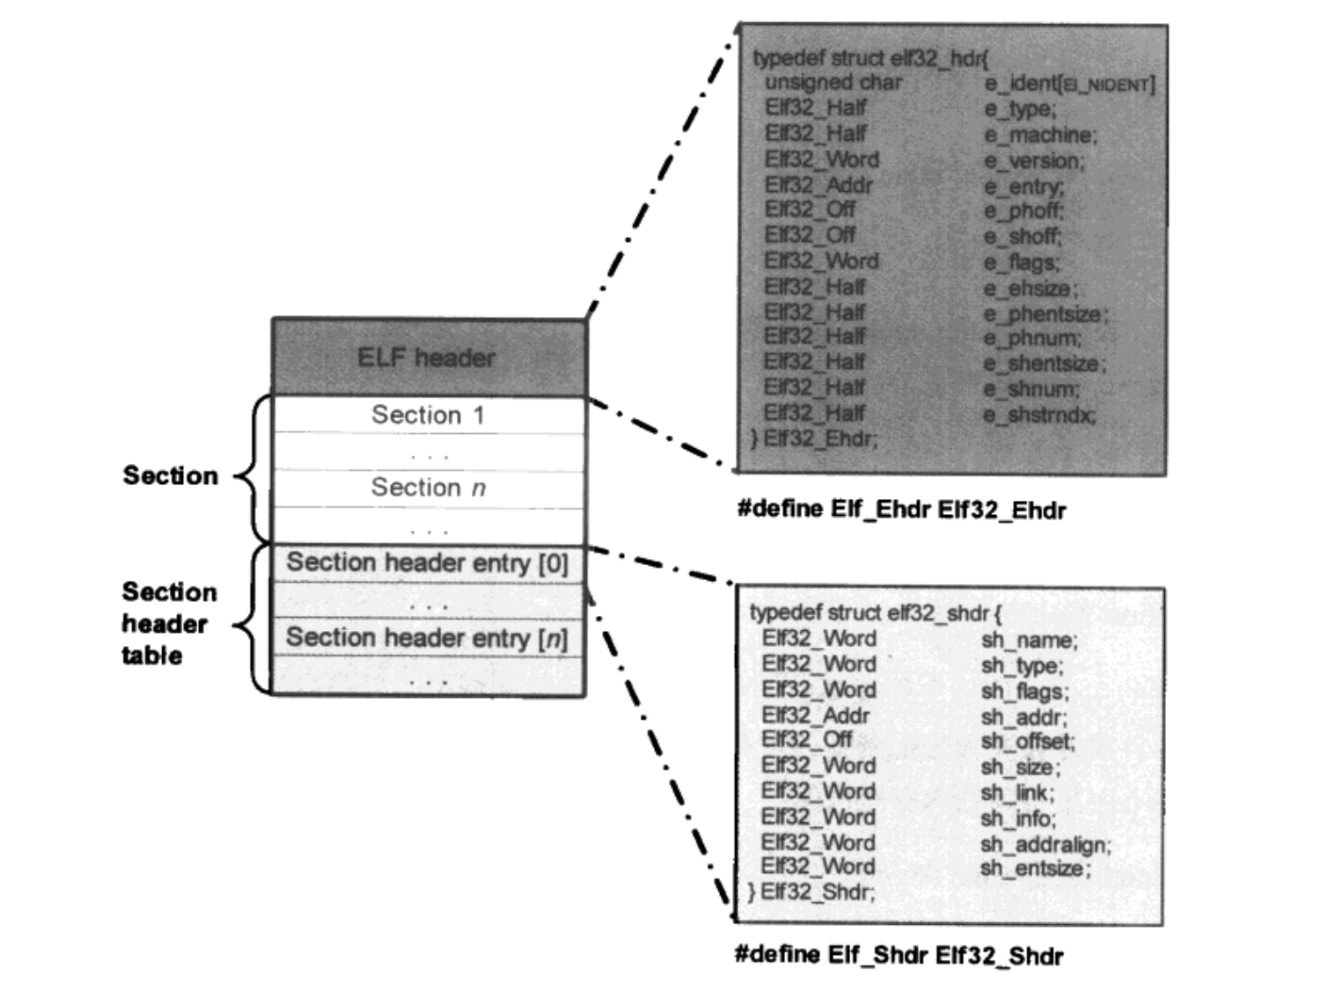 typedef struct elf32_hdr{
unsigned char e_ident[EI_NIDENT]
Elf32_Half e_type;
Elf32_Half e_machine;
Elf32_Word e_version;
Elf32_Addr e_entry;
Elf32_Off e_phoff;
Elf32_Off e_shoff;
Elf32_Word e_flags;
Elf32_Half e_ehsize;
Elf32_Half e_phentsize;
Elf32_Half e_phnum;
Elf32_Half e_shentsize;
Elf32_Half e_shnum;
Elf32_Half e_shstrndx;
} Elf32_Ehdr;
#define Elf_Ehdr Elf32_Ehdr
ELF header
Section 1
. . .
Section n
. . .
Section
Section header entry [0]
. . .
Section header entry [n]
. . .
Section
header
table
typedef struct elf32_shdr {
Elf32_Word sh_name;
Elf32_Word sh_type;
Elf32_Word sh_flags;
Elf32_Addr sh_addr;
Elf32_Off sh_offset;
Elf32_Word sh_size;
Elf32_Word sh_link;
Elf32_Word sh_info;
Elf32_Word sh_addralign;
Elf32_Word sh_entsize;
} Elf32_Shdr;
#define Elf_Shdr Elf32_Shdr